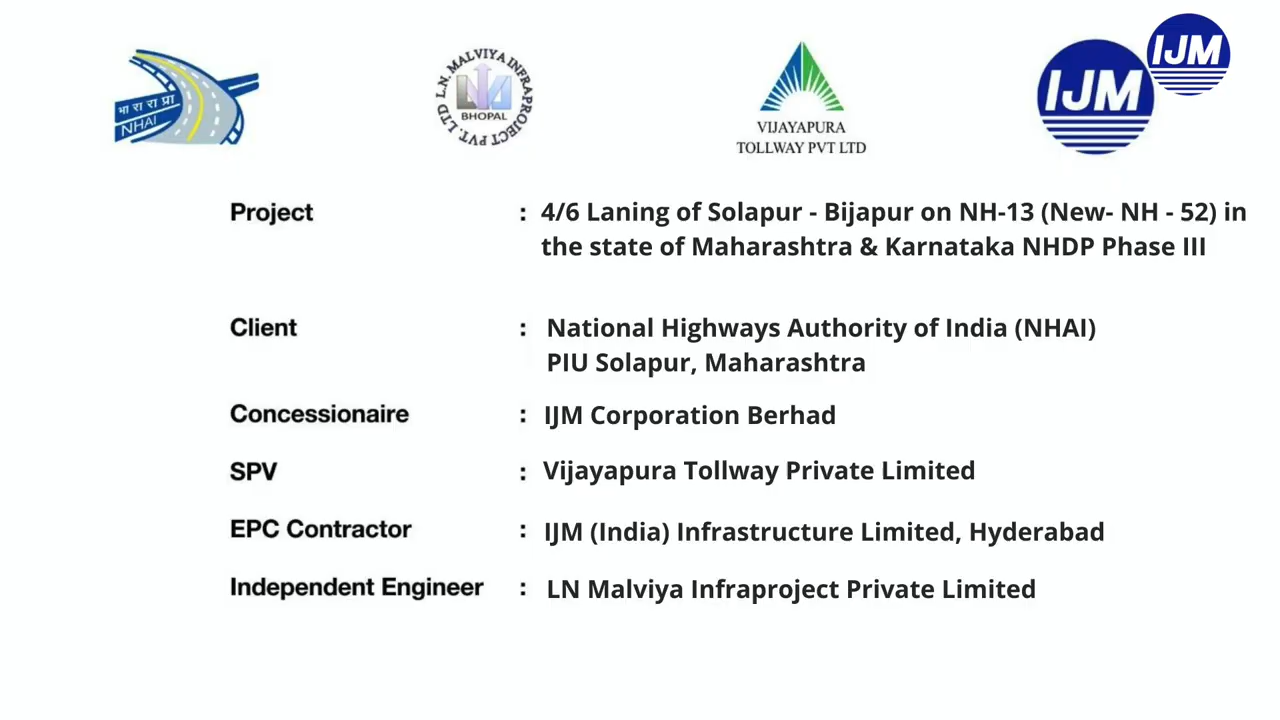 भा रा रा प्रा
NHAI
L.N. MALVIYA INFRAPROJECT PVT. LTD
BHOPAL
VIJAYAPURA
TOLLWAY PVT LTD
IJM
IJM
Project : 4/6 Laning of Solapur - Bijapur on NH-13 (New- NH - 52) in
the state of Maharashtra & Karnataka NHDP Phase III
Client : National Highways Authority of India (NHAI)
PIU Solapur, Maharashtra
Concessionaire : IJM Corporation Berhad
SPV : Vijayapura Tollway Private Limited
EPC Contractor : IJM (India) Infrastructure Limited, Hyderabad
Independent Engineer : LN Malviya Infraproject Private Limited